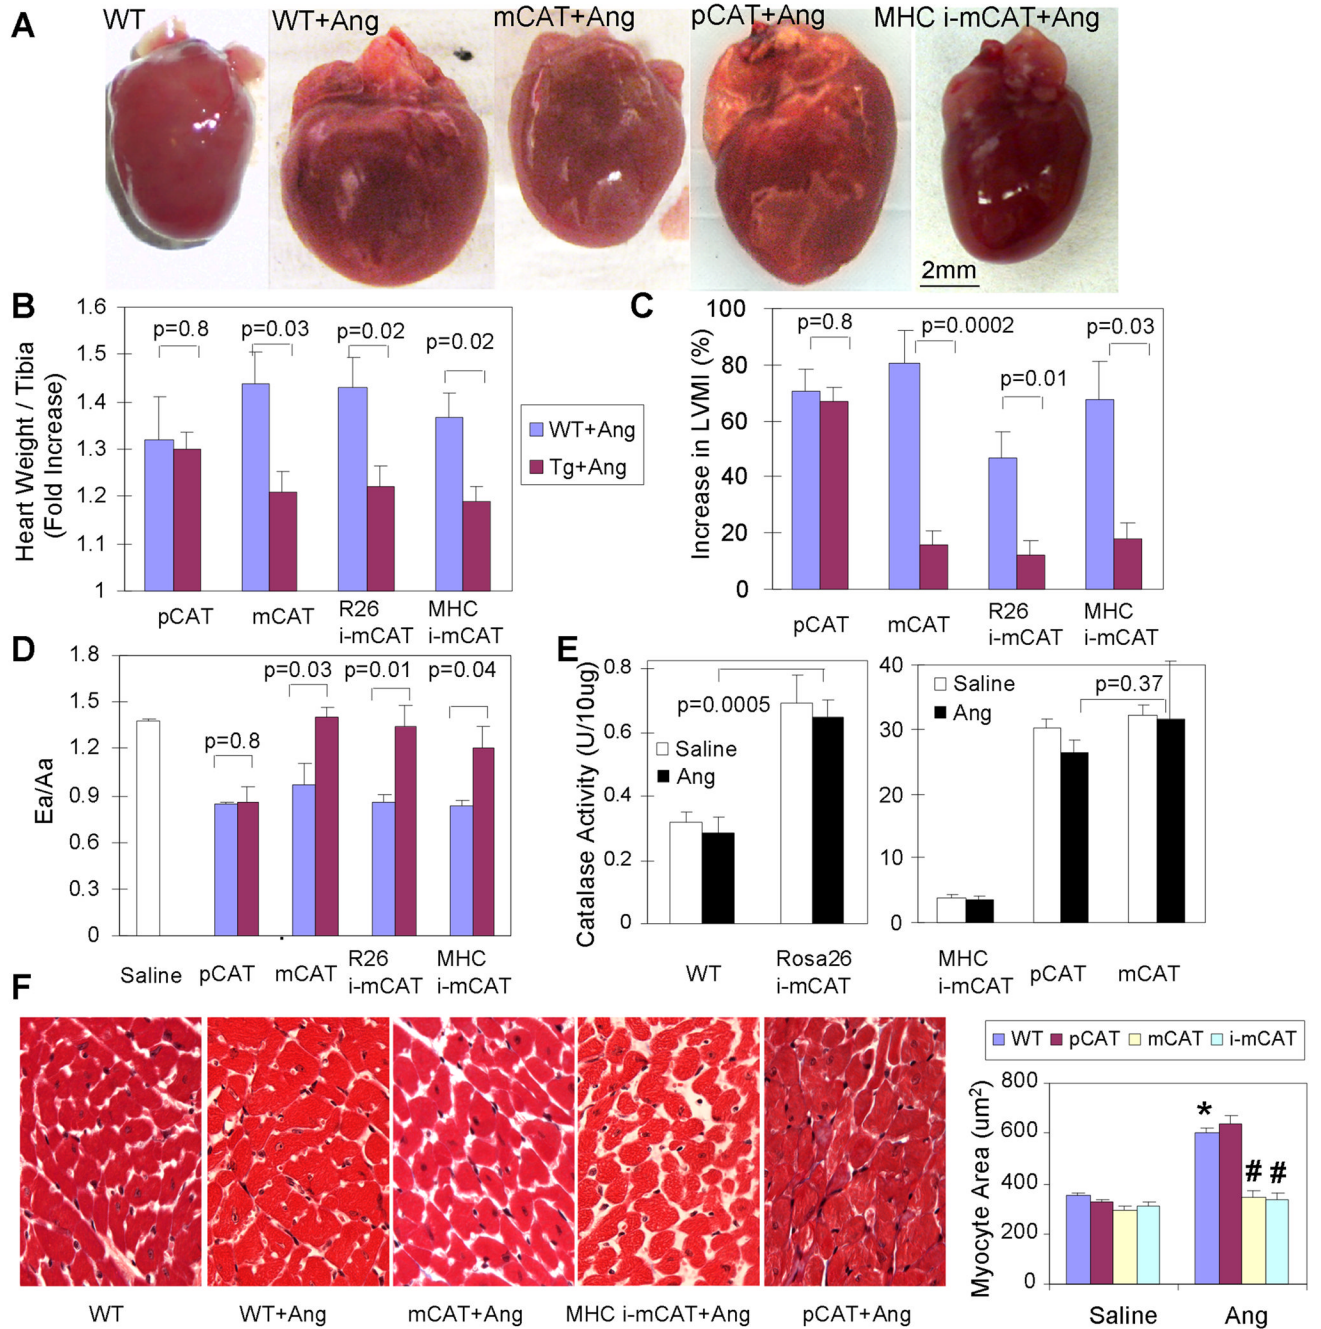 A
WT
WT+Ang
mCAT+Ang
pCAT+Ang
MHC i-mCAT+Ang
2mm
B
Heart Weight / Tibia
(Fold Increase)
1.6
1.5
1.4
1.3
1.2
1.1
1
p=0.8
p=0.03
p=0.02
p=0.02
pCAT
mCAT
R26
i-mCAT
MHC
i-mCAT
WT+Ang
Tg+Ang
C
Increase in LVMI (%)
100
80
60
40
20
0
p=0.8
p=0.0002
p=0.01
p=0.03
pCAT
mCAT
R26
i-mCAT
MHC
i-mCAT
D
Ea/Aa
1.8
1.5
1.2
0.9
0.6
0.3
0
p=0.8
p=0.03
p=0.01
p=0.04
Saline
pCAT
mCAT
R26
i-mCAT
MHC
i-mCAT
E
Catalase Activity (U/10ug)
0.8
0.6
0.4
0.2
0
p=0.0005
Saline
Ang
WT
Rosa26
i-mCAT
40
30
20
10
0
Saline
Ang
p=0.37
MHC
i-mCAT
pCAT
mCAT
F
WT
WT+Ang
mCAT+Ang
MHC i-mCAT+Ang
pCAT+Ang
WT
pCAT
mCAT
i-mCAT
Myocyte Area (um²)
800
600
400
200
0
*
# #
Saline
Ang